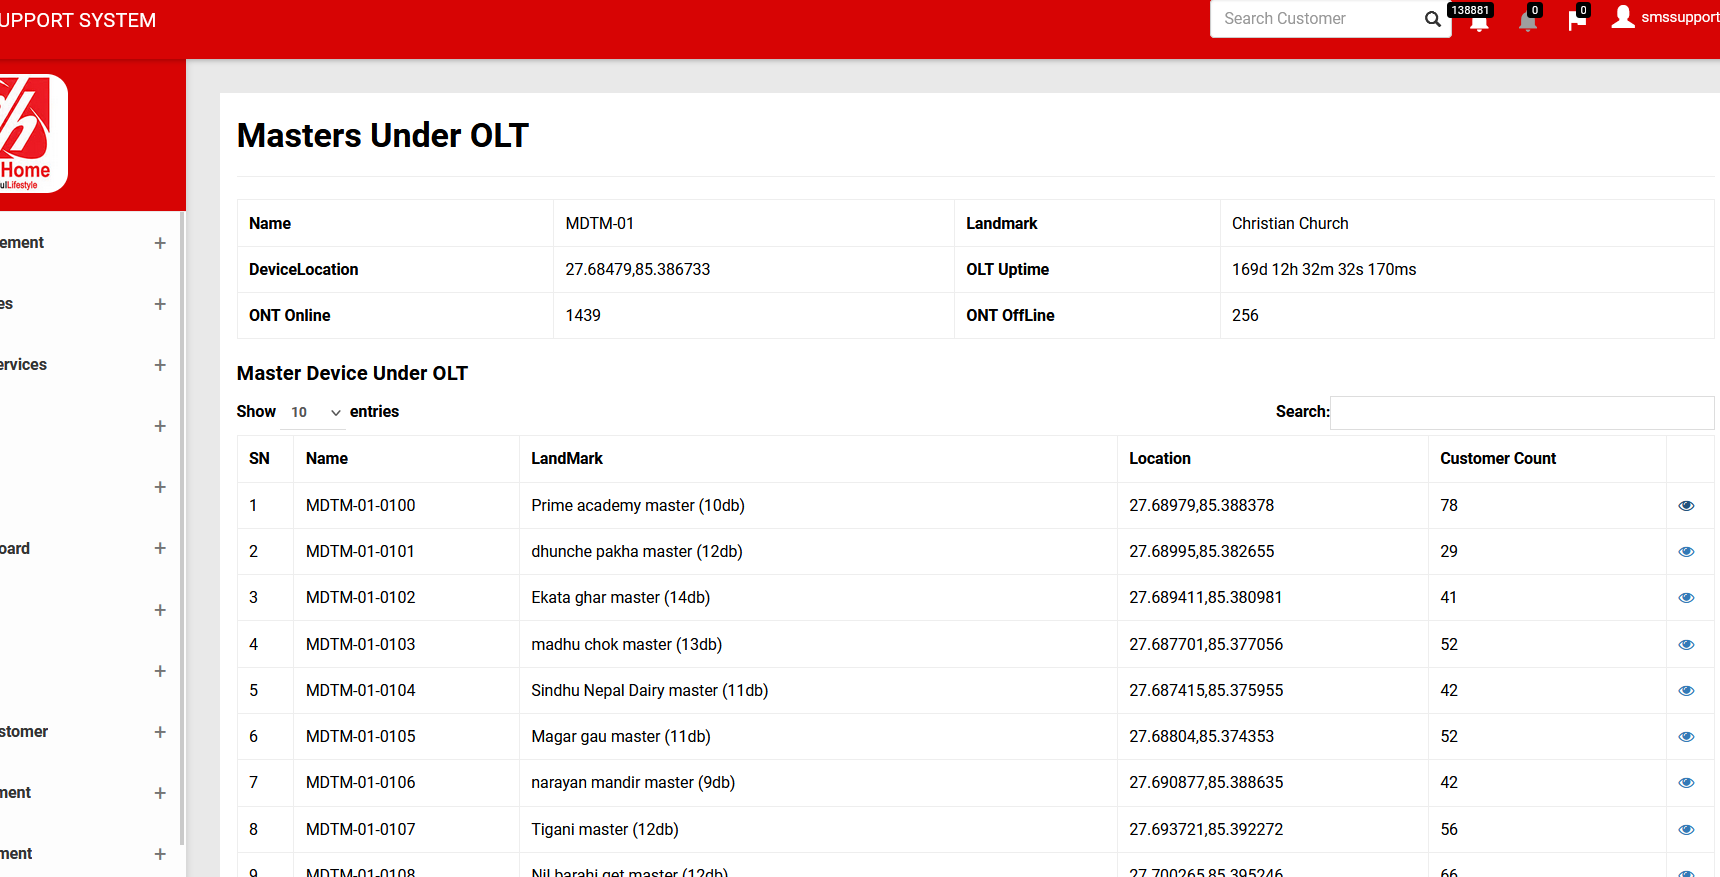 UPPORT SYSTEM
Search Customer
138881
0
0
smssupport
h
Home
ulLifestyle
ement
es
ervices
oard
stomer
ment
ment
Masters Under OLT
Name MDTM-01 Landmark Christian Church
DeviceLocation 27.68479,85.386733 OLT Uptime 169d 12h 32m 32s 170ms
ONT Online 1439 ONT OffLine 256
Master Device Under OLT
Show 10 entries Search:
SN Name LandMark Location Customer Count
1 MDTM-01-0100 Prime academy master (10db) 27.68979,85.388378 78
2 MDTM-01-0101 dhunche pakha master (12db) 27.68995,85.382655 29
3 MDTM-01-0102 Ekata ghar master (14db) 27.689411,85.380981 41
4 MDTM-01-0103 madhu chok master (13db) 27.687701,85.377056 52
5 MDTM-01-0104 Sindhu Nepal Dairy master (11db) 27.687415,85.375955 42
6 MDTM-01-0105 Magar gau master (11db) 27.68804,85.374353 52
7 MDTM-01-0106 narayan mandir master (9db) 27.690877,85.388635 42
8 MDTM-01-0107 Tigani master (12db) 27.693721,85.392272 56
9 MDTM-01-0108 Nil barahi get master (12db) 27.700265,85.395246 66